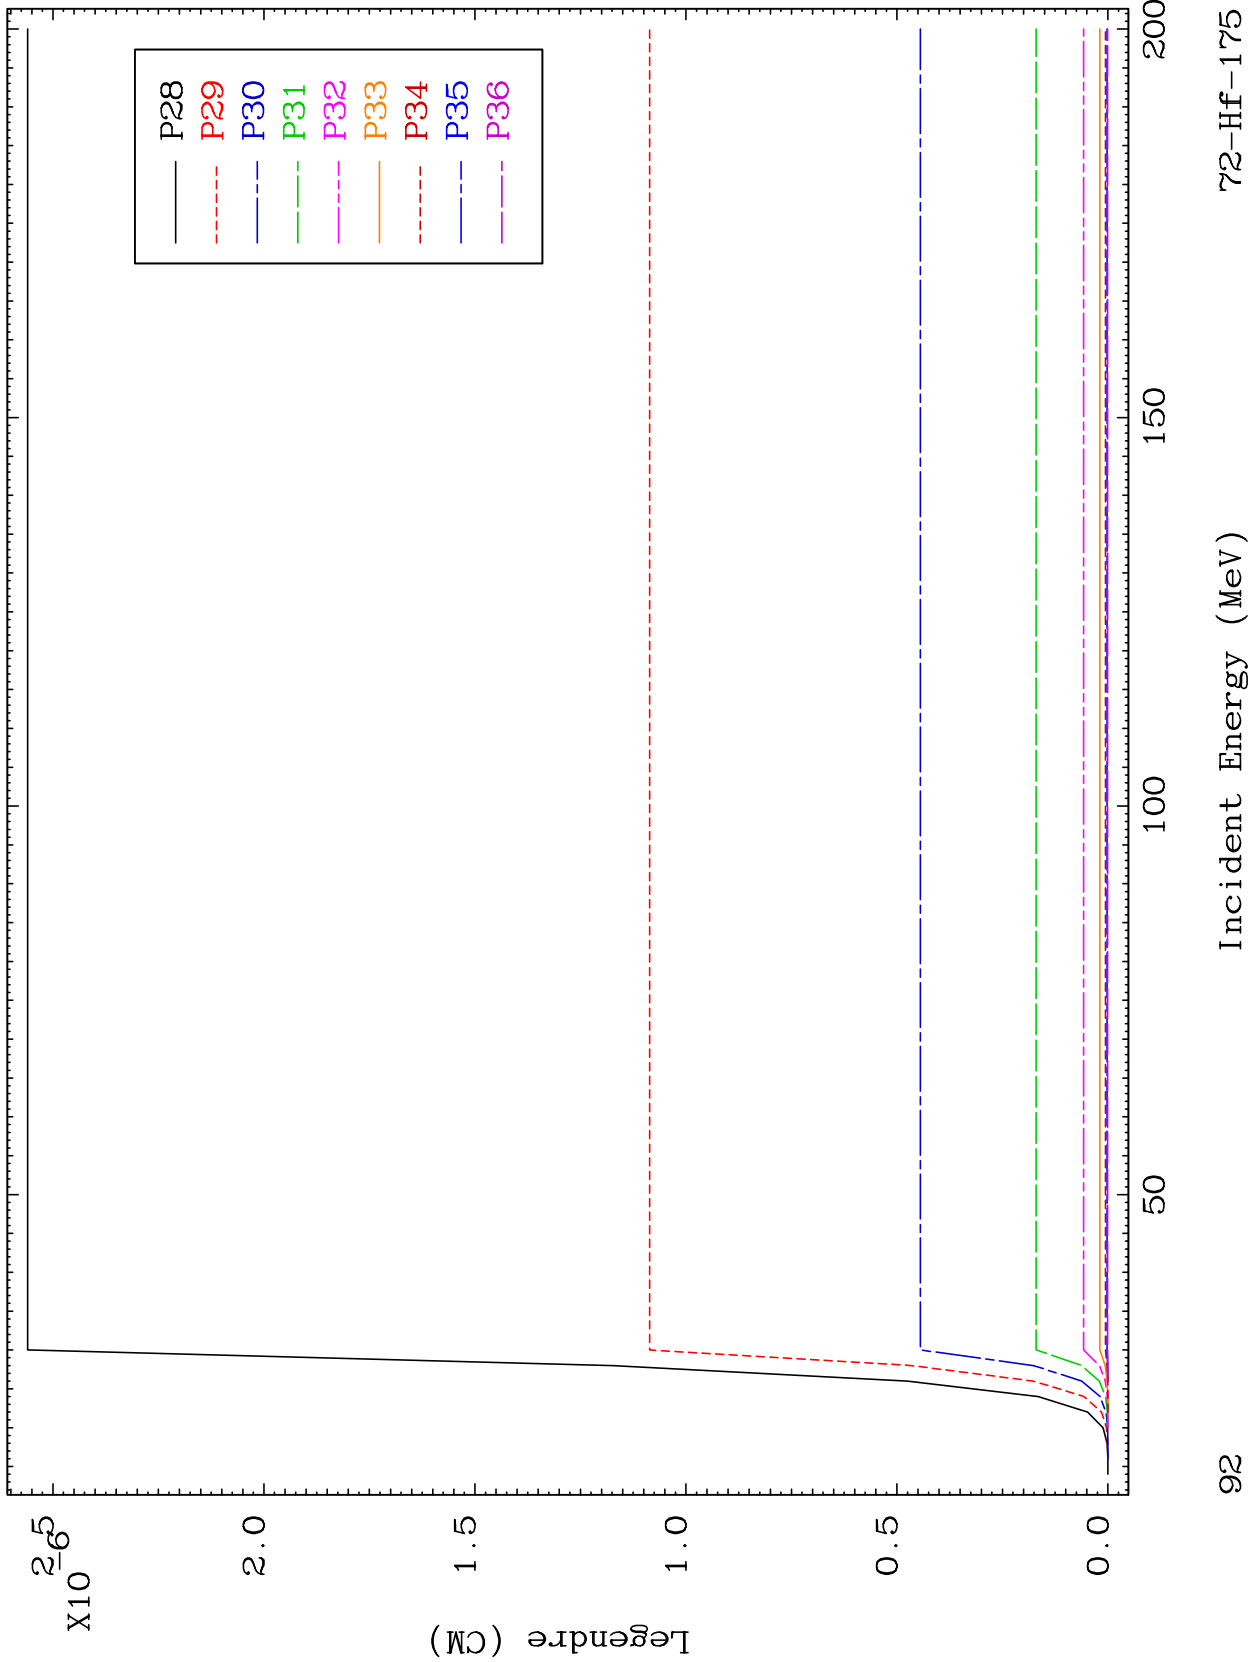 X10
-6
2.5
2.0
1.5
1.0
0.5
0.0
Legendre (CM)
P28
P29
P30
P31
P32
P33
P34
P35
P36
50
100
150
200
Incident Energy (MeV)
92
72-Hf-175